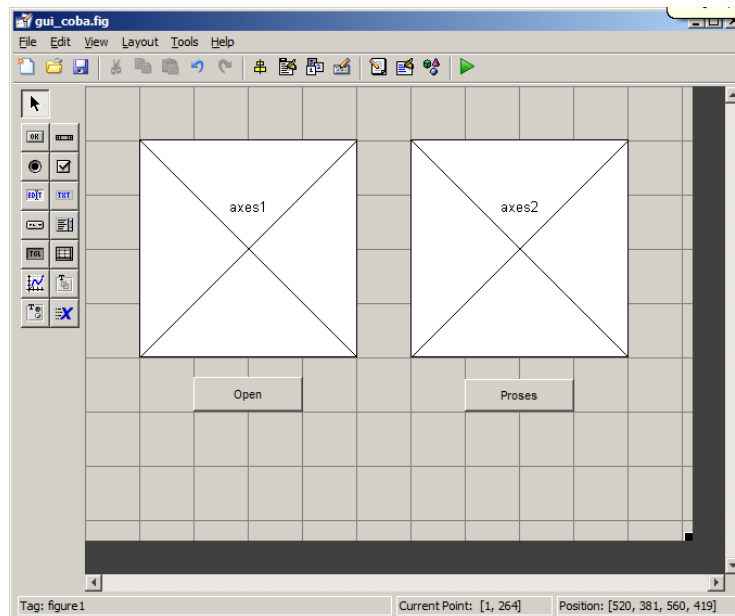 gui_coba.fig
File Edit View Layout Tools Help
OK
EDIT TXT
TGL
axes1 axes2
Open Proses
Tag: figure1 Current Point: [1, 264] Position: [520, 381, 560, 419]